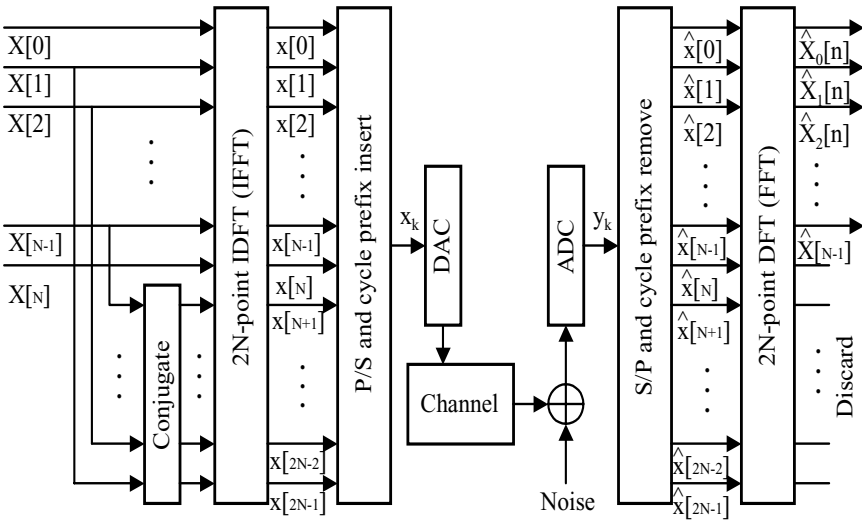 X[0]
X[1]
X[2]
X[N-1]
X[N]
Conjugate
2N-point IDFT (IFFT)
x[0]
x[1]
x[2]
x[N-1]
x[N]
x[N+1]
x[2N-2]
x[2N-1]
P/S and cycle prefix insert
x_k
DAC
Channel
Noise
ADC
y_k
S/P and cycle prefix remove
x̂[0]
x̂[1]
x̂[2]
x̂[N-1]
x̂[N]
x̂[N+1]
x̂[2N-2]
x̂[2N-1]
2N-point DFT (FFT)
X̂_0[n]
X̂_1[n]
X̂_2[n]
X̂[N-1]
Discard